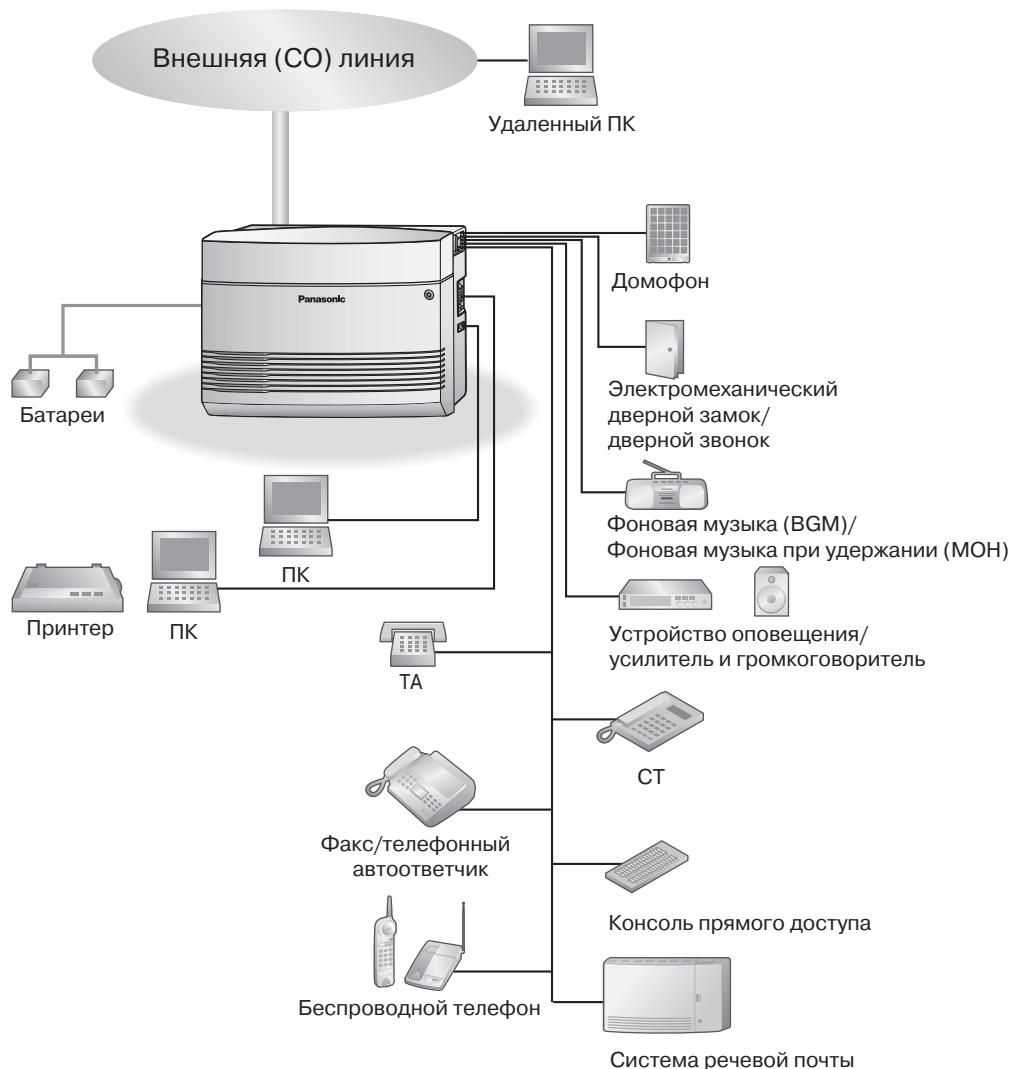 Внешняя (CO) линия
Удаленный ПК
Домофон
Panasonic
Электромеханический
дверной замок/
дверной звонок
Батареи
Фоновая музыка (BGM)/
Фоновая музыка при удержании (MOH)
ПК
Принтер
ПК
Устройство оповещения/
усилитель и громкоговоритель
ТА
СТ
Факс/телефонный
автоответчик
Консоль прямого доступа
Беспроводной телефон
Система речевой почты